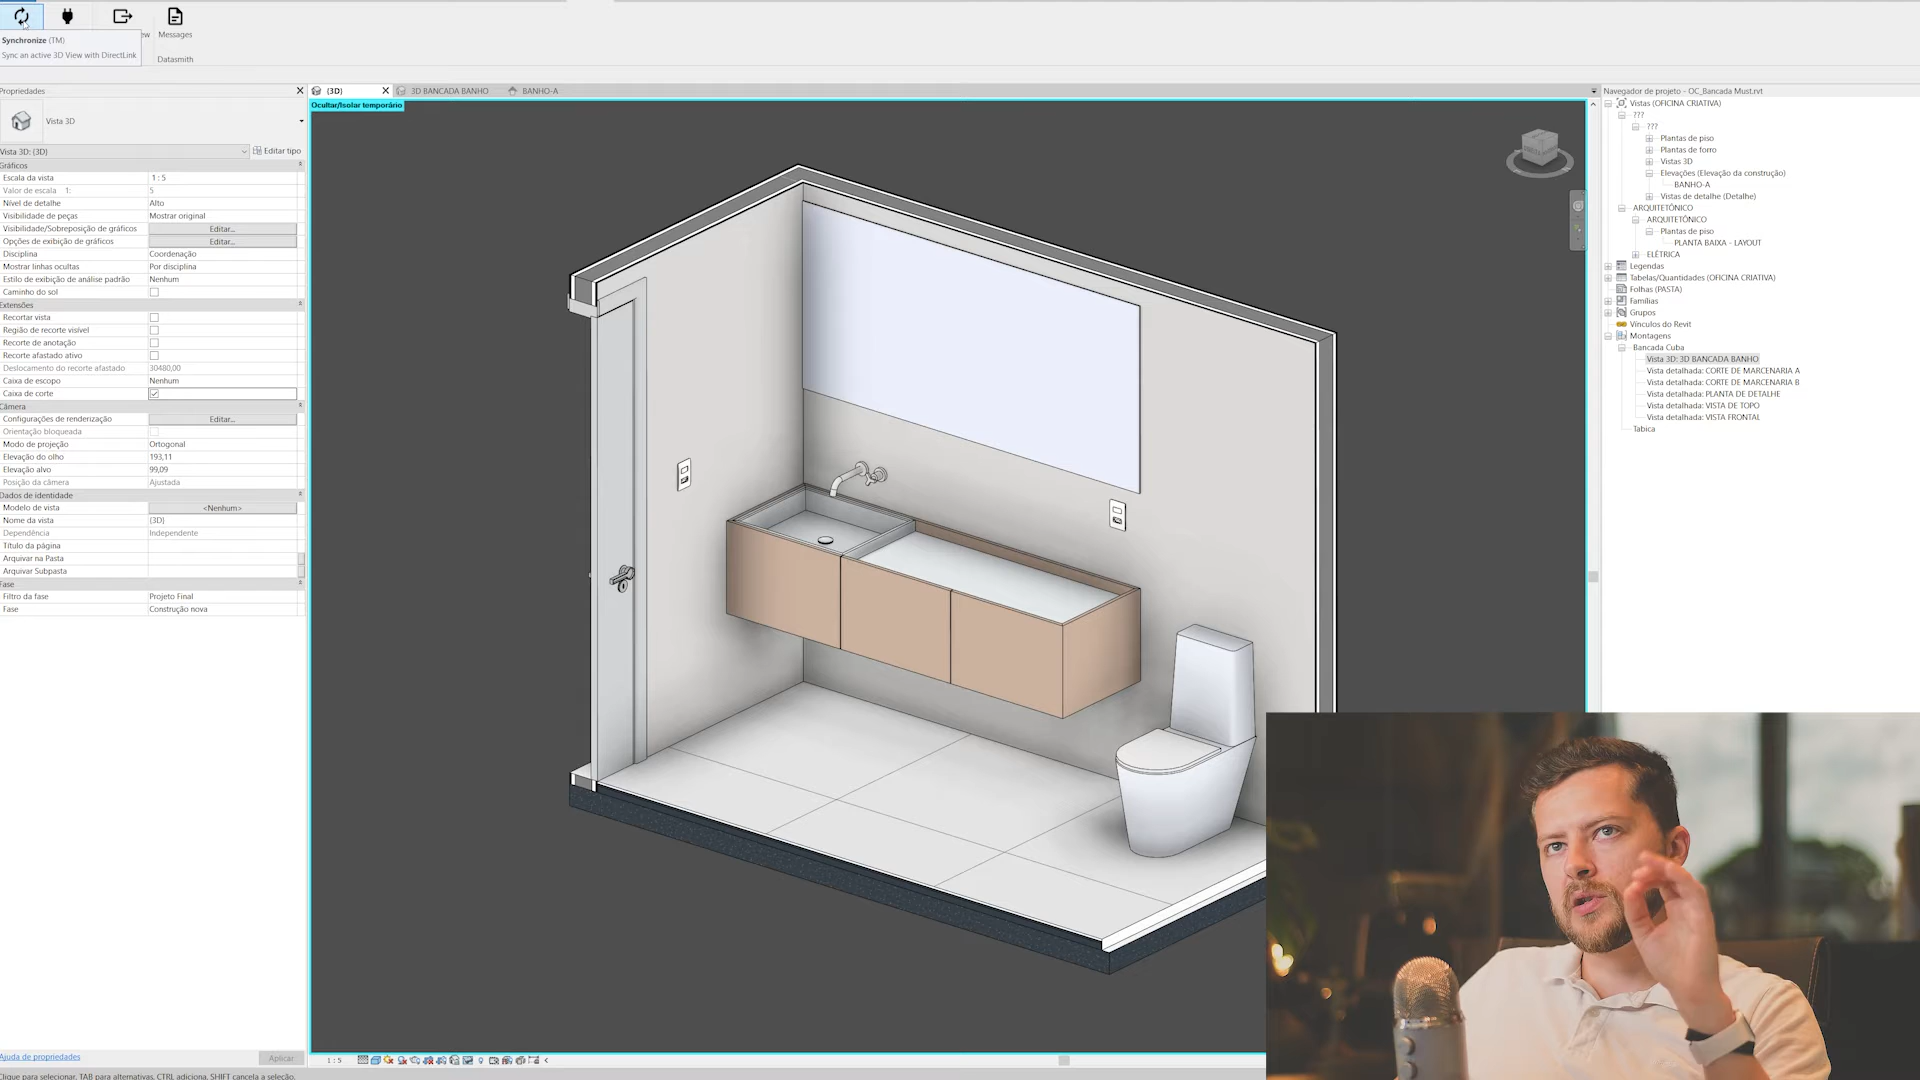 Messages
Synchronize (TM)
Sync an active 3D View with DirectLink
Datasmith
Propriedades
Vista 3D
Vista 3D: {3D}
Editar tipo
Gráficos
Escala da vista 1 : 5
Valor de escala 1: 5
Nível de detalhe Alto
Visibilidade de peças Mostrar original
Visibilidade/Sobreposição de gráficos Editar...
Opções de exibição de gráficos Editar...
Disciplina Coordenação
Mostrar linhas ocultas Por disciplina
Estilo de exibição de análise padrão Nenhum
Caminho do sol
Extensões
Recortar vista
Região de recorte visível
Recorte de anotação
Recorte afastado ativo
Deslocamento do recorte afastado 30480,00
Caixa de escopo Nenhum
Caixa de corte
Câmera
Configurações de renderização Editar...
Orientação bloqueada
Modo de projeção Ortogonal
Elevação do olho 193,11
Elevação alvo 99,09
Posição da câmera Ajustada
Dados de identidade
Modelo de vista <Nenhum>
Nome da vista {3D}
Dependência Independente
Título da página
Arquivar na Pasta
Arquivar Subpasta
Fase
Filtro da fase Projeto Final
Fase Construção nova
Ajuda de propriedades
Aplicar
Clique para selecionar, TAB para alternativas, CTRL adiciona, SHIFT cancela a seleção.
{3D}
3D BANCADA BANHO
BANHO-A
Ocultar/Isolar temporário
1 : 5
Navegador de projeto - OC_Bancada Must.rvt
Vistas (OFICINA CRIATIVA)
???
???
Plantas de piso
Plantas de forro
Vistas 3D
Elevações (Elevação da construção)
BANHO-A
Vistas de detalhe (Detalhe)
ARQUITETÔNICO
ARQUITETÔNICO
Plantas de piso
PLANTA BAIXA - LAYOUT
ELÉTRICA
Legendas
Tabelas/Quantidades (OFICINA CRIATIVA)
Folhas (PASTA)
Famílias
Grupos
Vínculos do Revit
Montagens
Bancada Cuba
Vista 3D: 3D BANCADA BANHO
Vista detalhada: CORTE DE MARCENARIA A
Vista detalhada: CORTE DE MARCENARIA B
Vista detalhada: PLANTA DE DETALHE
Vista detalhada: VISTA DE TOPO
Vista detalhada: VISTA FRONTAL
Tabica